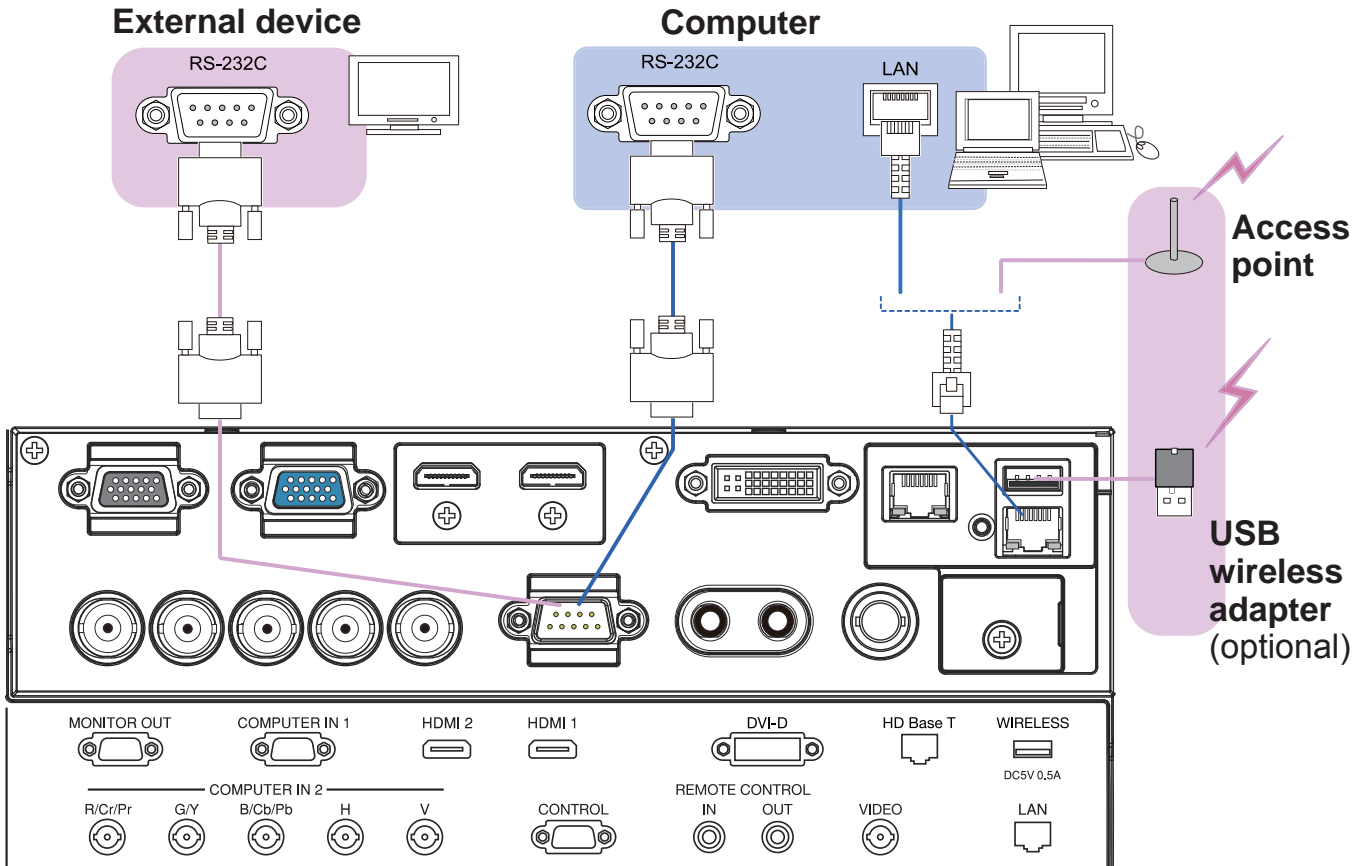 External device
Computer
RS-232C
RS-232C
LAN
Access
point
USB
wireless
adapter
(optional)
MONITOR OUT
COMPUTER IN 1
HDMI 2
HDMI 1
DVI-D
HD Base T
WIRELESS
DC5V 0.5A
COMPUTER IN 2
REMOTE CONTROL
R/Cr/Pr
G/Y
B/Cb/Pb
H
V
CONTROL
IN
OUT
VIDEO
LAN